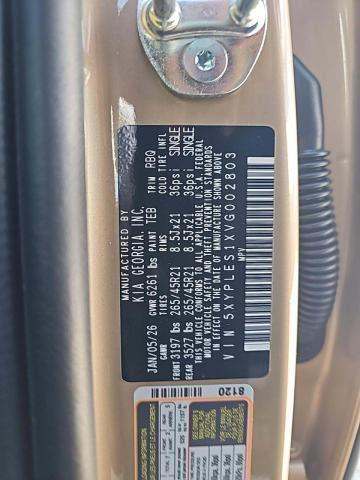 MANUFACTURED BY
KIA GEORGIA, INC.
JAN/05/26 GVWR 6261 lbs PAINT TEB TRIM RBQ
GAWR TIRES RIMS COLD TIRE INFL
FRONT 3197 lbs 265/45R21 8.5Jx21 36psi SINGLE
REAR 3527 lbs 265/45R21 8.5Jx21 36psi SINGLE
THIS VEHICLE CONFORMS TO ALL APPLICABLE U.S.A. FEDERAL
MOTOR VEHICLE SAFETY AND THEFT PREVENTION STANDARDS
IN EFFECT ON THE DATE OF MANUFACTURE SHOWN ABOVE.
VIN 5XYPLES1XVG002803
MPV
8120